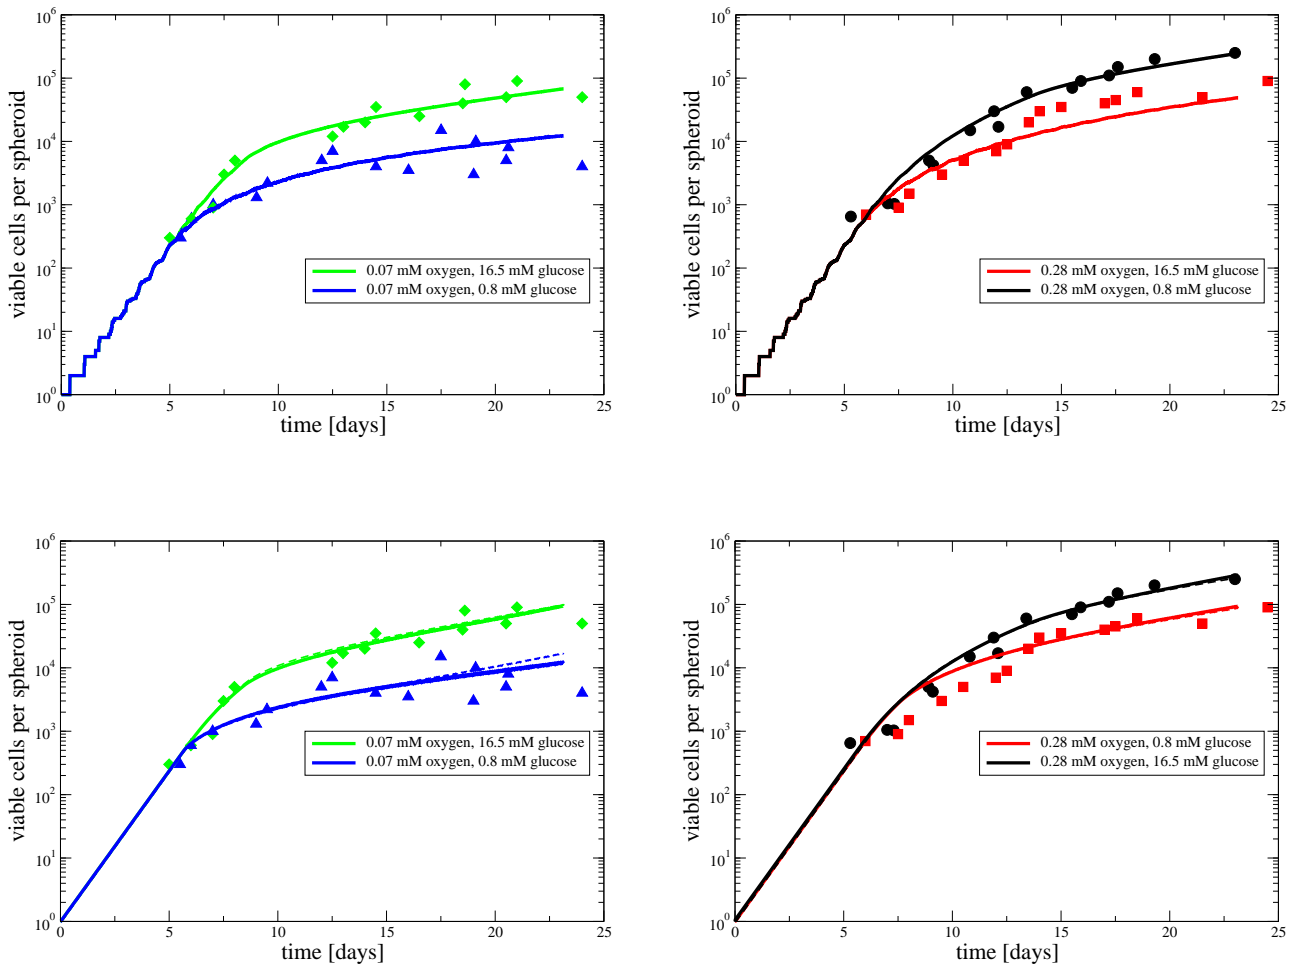 10^6
10^5
10^4
10^3
10^2
10^1
10^0
viable cells per spheroid
0.07 mM oxygen, 16.5 mM glucose
0.07 mM oxygen, 0.8 mM glucose
0 5 10 15 20 25
time [days]
10^6
10^5
10^4
10^3
10^2
10^1
10^0
viable cells per spheroid
0.28 mM oxygen, 16.5 mM glucose
0.28 mM oxygen, 0.8 mM glucose
0 5 10 15 20 25
time [days]
10^6
10^5
10^4
10^3
10^2
10^1
10^0
viable cells per spheroid
0.07 mM oxygen, 16.5 mM glucose
0.07 mM oxygen, 0.8 mM glucose
0 5 10 15 20 25
time [days]
10^6
10^5
10^4
10^3
10^2
10^1
10^0
viable cells per spheroid
0.28 mM oxygen, 0.8 mM glucose
0.28 mM oxygen, 16.5 mM glucose
0 5 10 15 20 25
time [days]